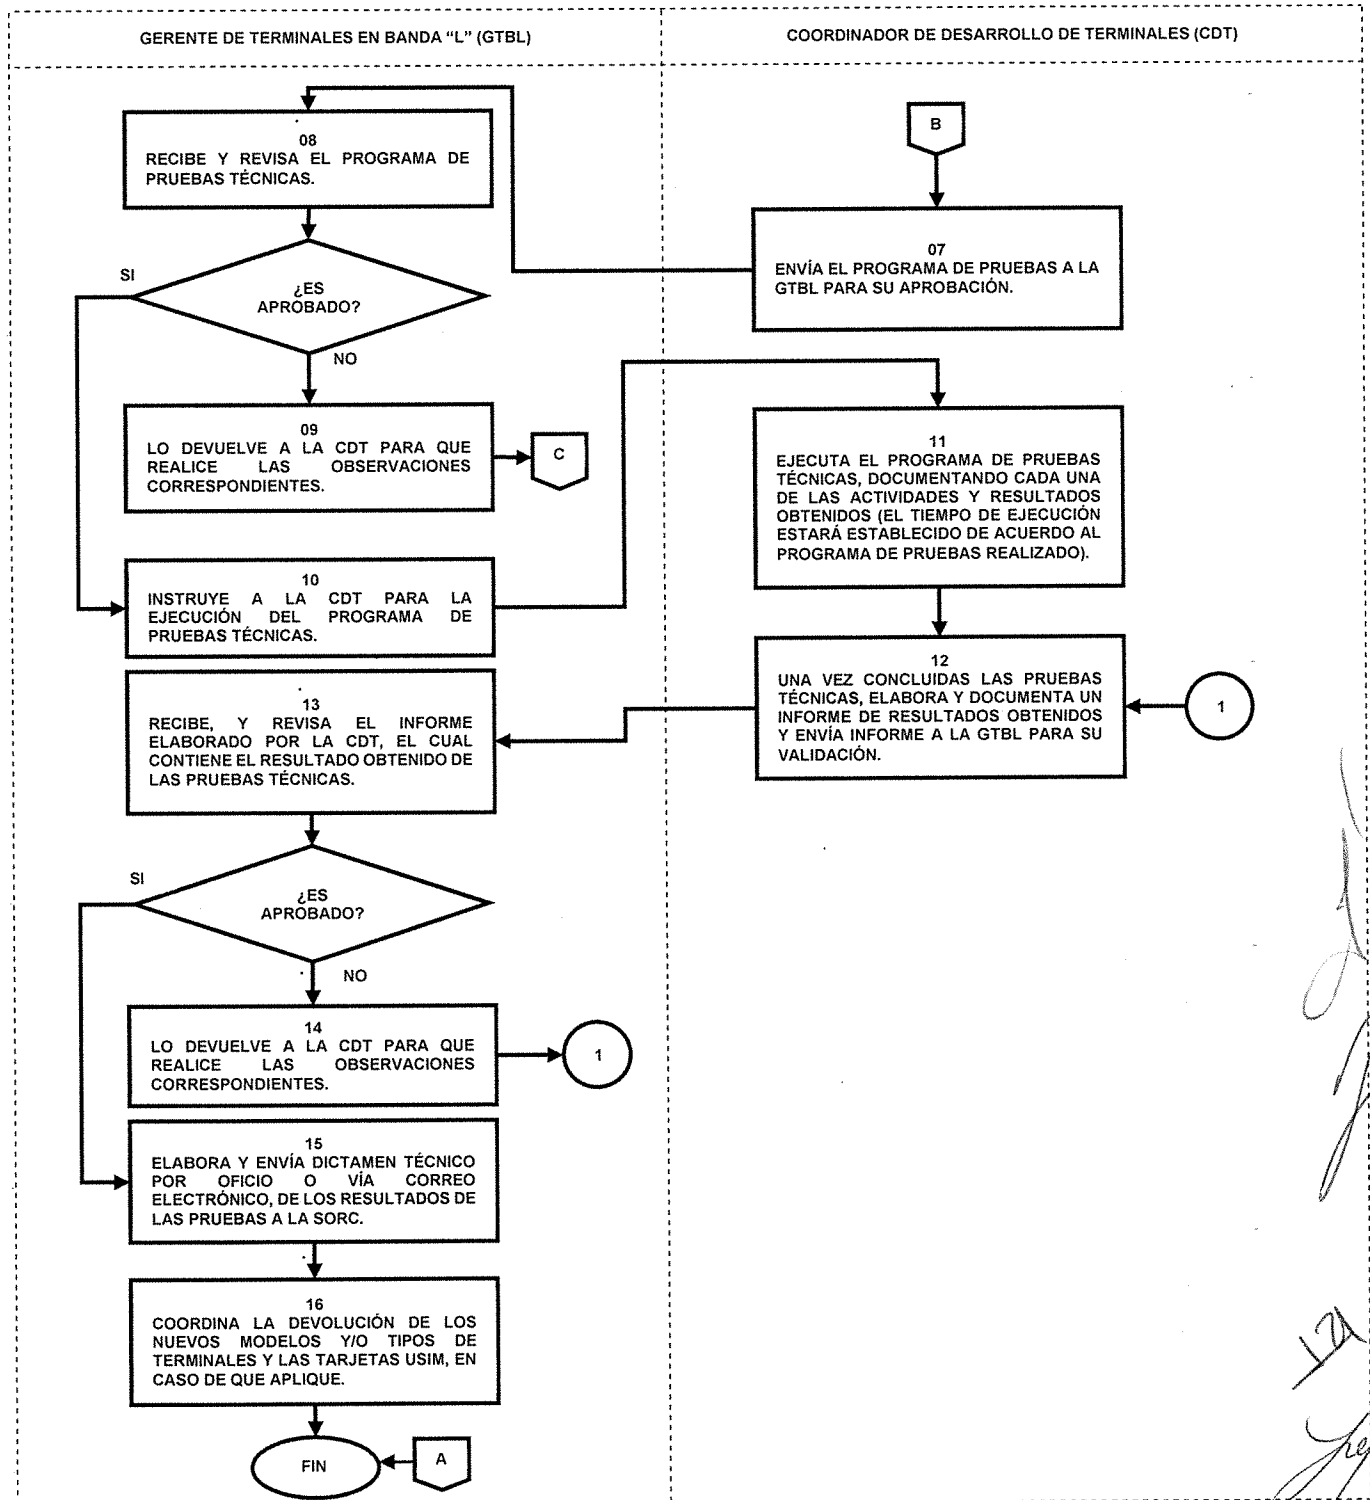 GERENTE DE TERMINALES EN BANDA "L" (GTBL)
COORDINADOR DE DESARROLLO DE TERMINALES (CDT)
B
07
ENVÍA EL PROGRAMA DE PRUEBAS A LA
GTBL PARA SU APROBACIÓN.
08
RECIBE Y REVISA EL PROGRAMA DE
PRUEBAS TÉCNICAS.
¿ES
APROBADO?
SI
NO
09
LO DEVUELVE A LA CDT PARA QUE
REALICE LAS OBSERVACIONES
CORRESPONDIENTES.
C
10
INSTRUYE A LA CDT PARA LA
EJECUCIÓN DEL PROGRAMA DE
PRUEBAS TÉCNICAS.
11
EJECUTA EL PROGRAMA DE PRUEBAS
TÉCNICAS, DOCUMENTANDO CADA UNA
DE LAS ACTIVIDADES Y RESULTADOS
OBTENIDOS (EL TIEMPO DE EJECUCIÓN
ESTARÁ ESTABLECIDO DE ACUERDO AL
PROGRAMA DE PRUEBAS REALIZADO).
12
UNA VEZ CONCLUIDAS LAS PRUEBAS
TÉCNICAS, ELABORA Y DOCUMENTA UN
INFORME DE RESULTADOS OBTENIDOS
Y ENVÍA INFORME A LA GTBL PARA SU
VALIDACIÓN.
1
13
RECIBE, Y REVISA EL INFORME
ELABORADO POR LA CDT, EL CUAL
CONTIENE EL RESULTADO OBTENIDO DE
LAS PRUEBAS TÉCNICAS.
¿ES
APROBADO?
SI
NO
14
LO DEVUELVE A LA CDT PARA QUE
REALICE LAS OBSERVACIONES
CORRESPONDIENTES.
1
15
ELABORA Y ENVÍA DICTAMEN TÉCNICO
POR OFICIO O VÍA CORREO
ELECTRÓNICO, DE LOS RESULTADOS DE
LAS PRUEBAS A LA SORC.
16
COORDINA LA DEVOLUCIÓN DE LOS
NUEVOS MODELOS Y/O TIPOS DE
TERMINALES Y LAS TARJETAS USIM, EN
CASO DE QUE APLIQUE.
FIN
A